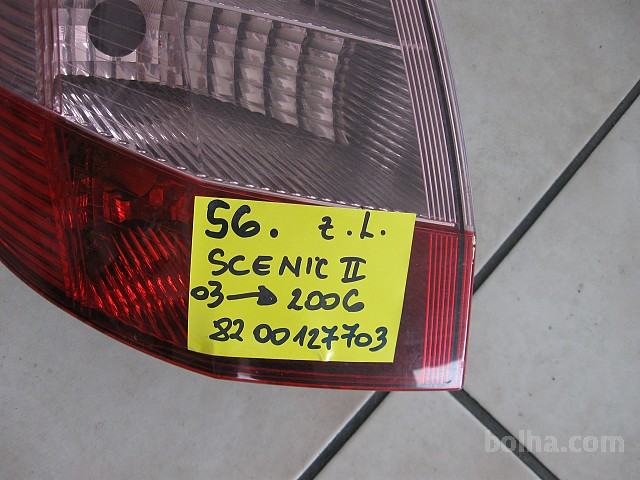 56. z.L.
SCENIC II
03 → 2006
8200127703
bolha.com